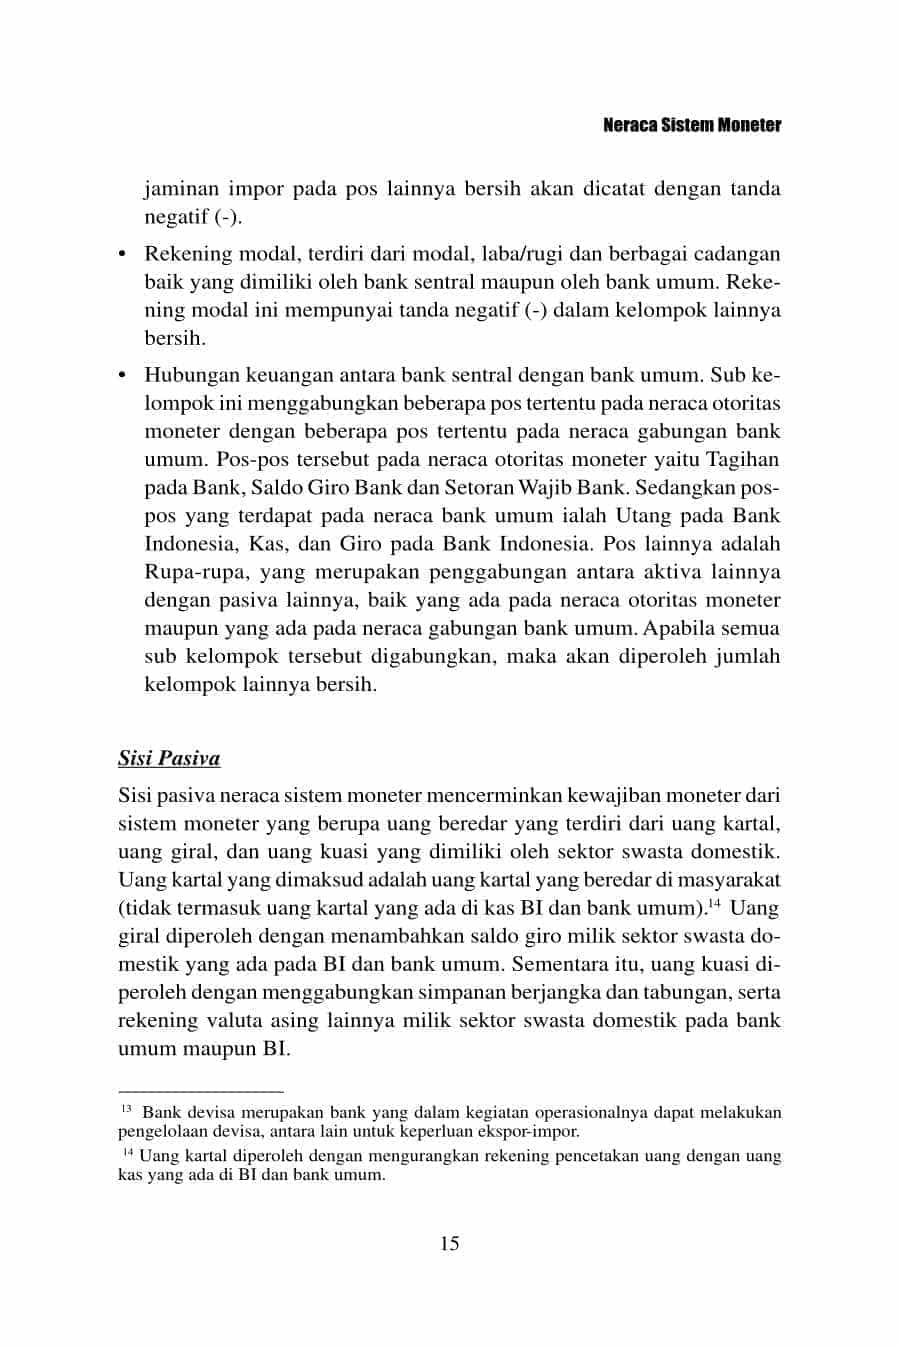 Neraca Sistem Moneter
jaminan impor pada pos lainnya bersih akan dicatat dengan tanda
negatif (-).
• Rekening modal, terdiri dari modal, laba/rugi dan berbagai cadangan
baik yang dimiliki oleh bank sentral maupun oleh bank umum. Reke-
ning modal ini mempunyai tanda negatif (-) dalam kelompok lainnya
bersih.
• Hubungan keuangan antara bank sentral dengan bank umum. Sub ke-
lompok ini menggabungkan beberapa pos tertentu pada neraca otoritas
moneter dengan beberapa pos tertentu pada neraca gabungan bank
umum. Pos-pos tersebut pada neraca otoritas moneter yaitu Tagihan
pada Bank, Saldo Giro Bank dan Setoran Wajib Bank. Sedangkan pos-
pos yang terdapat pada neraca bank umum ialah Utang pada Bank
Indonesia, Kas, dan Giro pada Bank Indonesia. Pos lainnya adalah
Rupa-rupa, yang merupakan penggabungan antara aktiva lainnya
dengan pasiva lainnya, baik yang ada pada neraca otoritas moneter
maupun yang ada pada neraca gabungan bank umum. Apabila semua
sub kelompok tersebut digabungkan, maka akan diperoleh jumlah
kelompok lainnya bersih.
Sisi Pasiva
Sisi pasiva neraca sistem moneter mencerminkan kewajiban moneter dari
sistem moneter yang berupa uang beredar yang terdiri dari uang kartal,
uang giral, dan uang kuasi yang dimiliki oleh sektor swasta domestik.
Uang kartal yang dimaksud adalah uang kartal yang beredar di masyarakat
(tidak termasuk uang kartal yang ada di kas BI dan bank umum).14 Uang
giral diperoleh dengan menambahkan saldo giro milik sektor swasta do-
mestik yang ada pada BI dan bank umum. Sementara itu, uang kuasi di-
peroleh dengan menggabungkan simpanan berjangka dan tabungan, serta
rekening valuta asing lainnya milik sektor swasta domestik pada bank
umum maupun BI.
13 Bank devisa merupakan bank yang dalam kegiatan operasionalnya dapat melakukan
pengelolaan devisa, antara lain untuk keperluan ekspor-impor.
14 Uang kartal diperoleh dengan mengurangkan rekening pencetakan uang dengan uang
kas yang ada di BI dan bank umum.
15